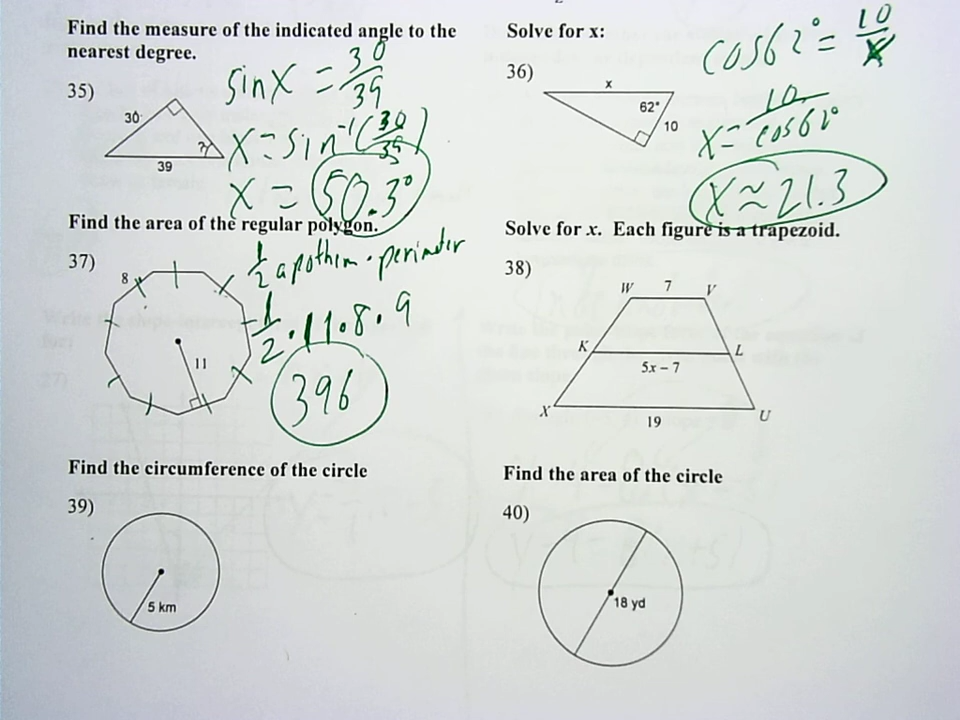 Find the measure of the indicated angle to the
nearest degree.
35)
30
?
39
sin x = 30/39
x = sin⁻¹(30/39)
x = 50.3°
Solve for x:
36)
x
62°
10
cos 62° = 10/x
x = 10/cos 62°
x ≈ 21.3
Find the area of the regular polygon.
37)
8
11
1/2 apothem · perimeter
1/2 · 11 · 8 · 9
396
Solve for x. Each figure is a trapezoid.
38)
W 7 V
K L
5x – 7
X U
19
Find the circumference of the circle
39)
5 km
Find the area of the circle
40)
18 yd